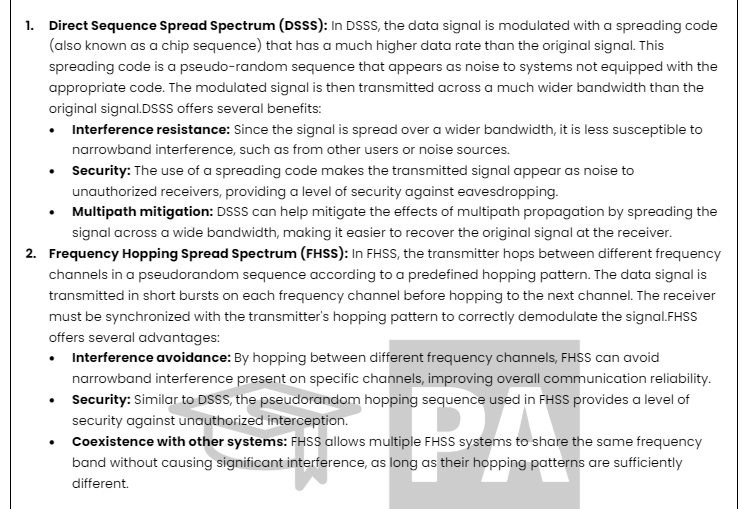 1. Direct Sequence Spread Spectrum (DSSS): In DSSS, the data signal is modulated with a spreading code
(also known as a chip sequence) that has a much higher data rate than the original signal. This
spreading code is a pseudo-random sequence that appears as noise to systems not equipped with the
appropriate code. The modulated signal is then transmitted across a much wider bandwidth than the
original signal.DSSS offers several benefits:
• Interference resistance: Since the signal is spread over a wider bandwidth, it is less susceptible to
narrowband interference, such as from other users or noise sources.
• Security: The use of a spreading code makes the transmitted signal appear as noise to
unauthorized receivers, providing a level of security against eavesdropping.
• Multipath mitigation: DSSS can help mitigate the effects of multipath propagation by spreading the
signal across a wide bandwidth, making it easier to recover the original signal at the receiver.
2. Frequency Hopping Spread Spectrum (FHSS): In FHSS, the transmitter hops between different frequency
channels in a pseudorandom sequence according to a predefined hopping pattern. The data signal is
transmitted in short bursts on each frequency channel before hopping to the next channel. The receiver
must be synchronized with the transmitter's hopping pattern to correctly demodulate the signal.FHSS
offers several advantages:
• Interference avoidance: By hopping between different frequency channels, FHSS can avoid
narrowband interference present on specific channels, improving overall communication reliability.
• Security: Similar to DSSS, the pseudorandom hopping sequence used in FHSS provides a level of
security against unauthorized interception.
• Coexistence with other systems: FHSS allows multiple FHSS systems to share the same frequency
band without causing significant interference, as long as their hopping patterns are sufficiently
different.
PA